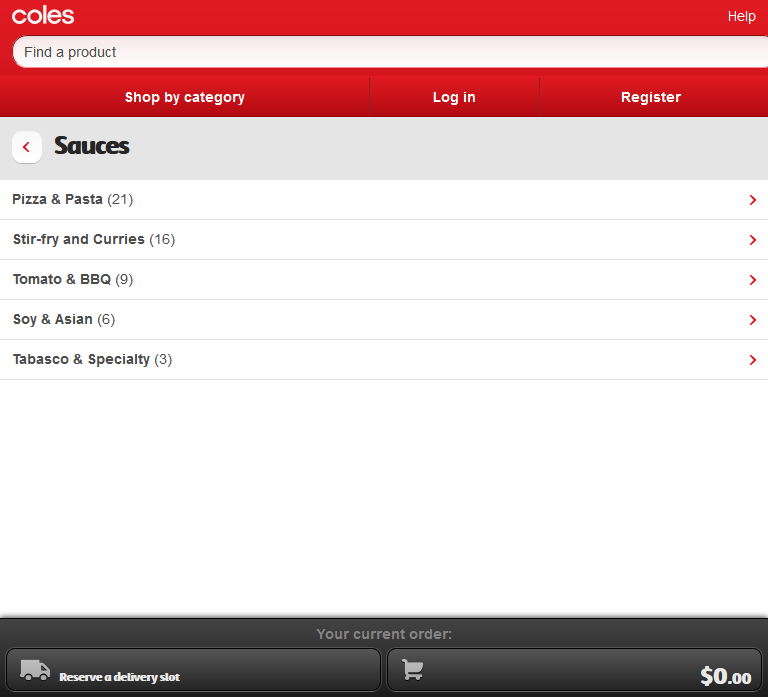 coles
Help
Find a product
Shop by category Log in Register
Sauces
Pizza & Pasta (21)
Stir-fry and Curries (16)
Tomato & BBQ (9)
Soy & Asian (6)
Tabasco & Specialty (3)
Your current order:
Reserve a delivery slot $0.00